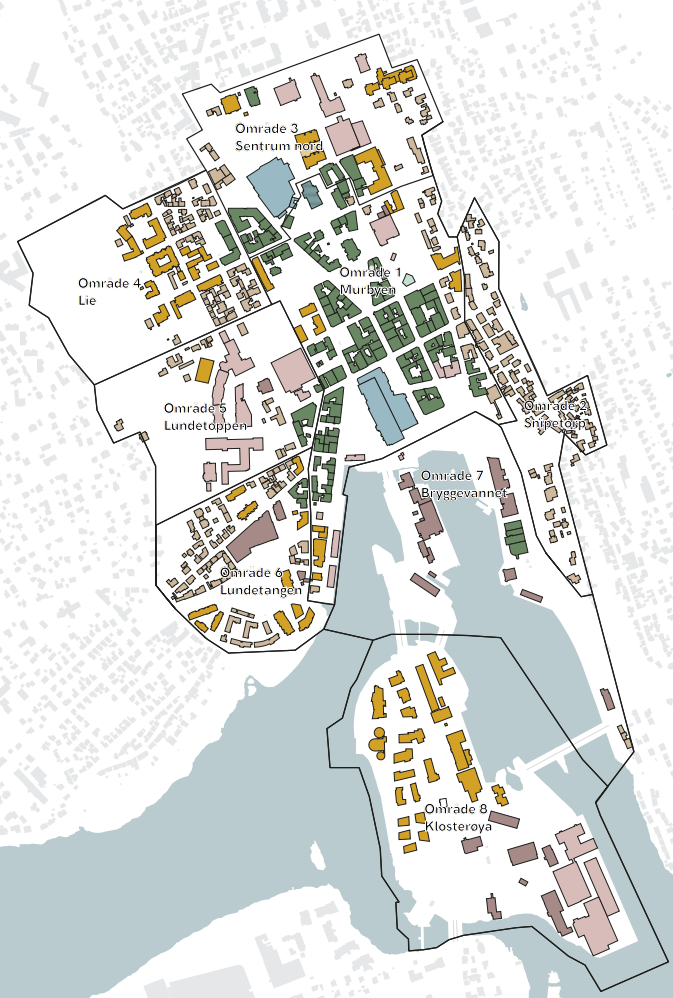 Område 3
Sentrum nord
Område 1
Murbyen
Område 4
Lie
Område 2
Snipetorp
Område 5
Lundetoppen
Område 7
Bryggevannet
Område 6
Lundetangen
Område 8
Klosterøya